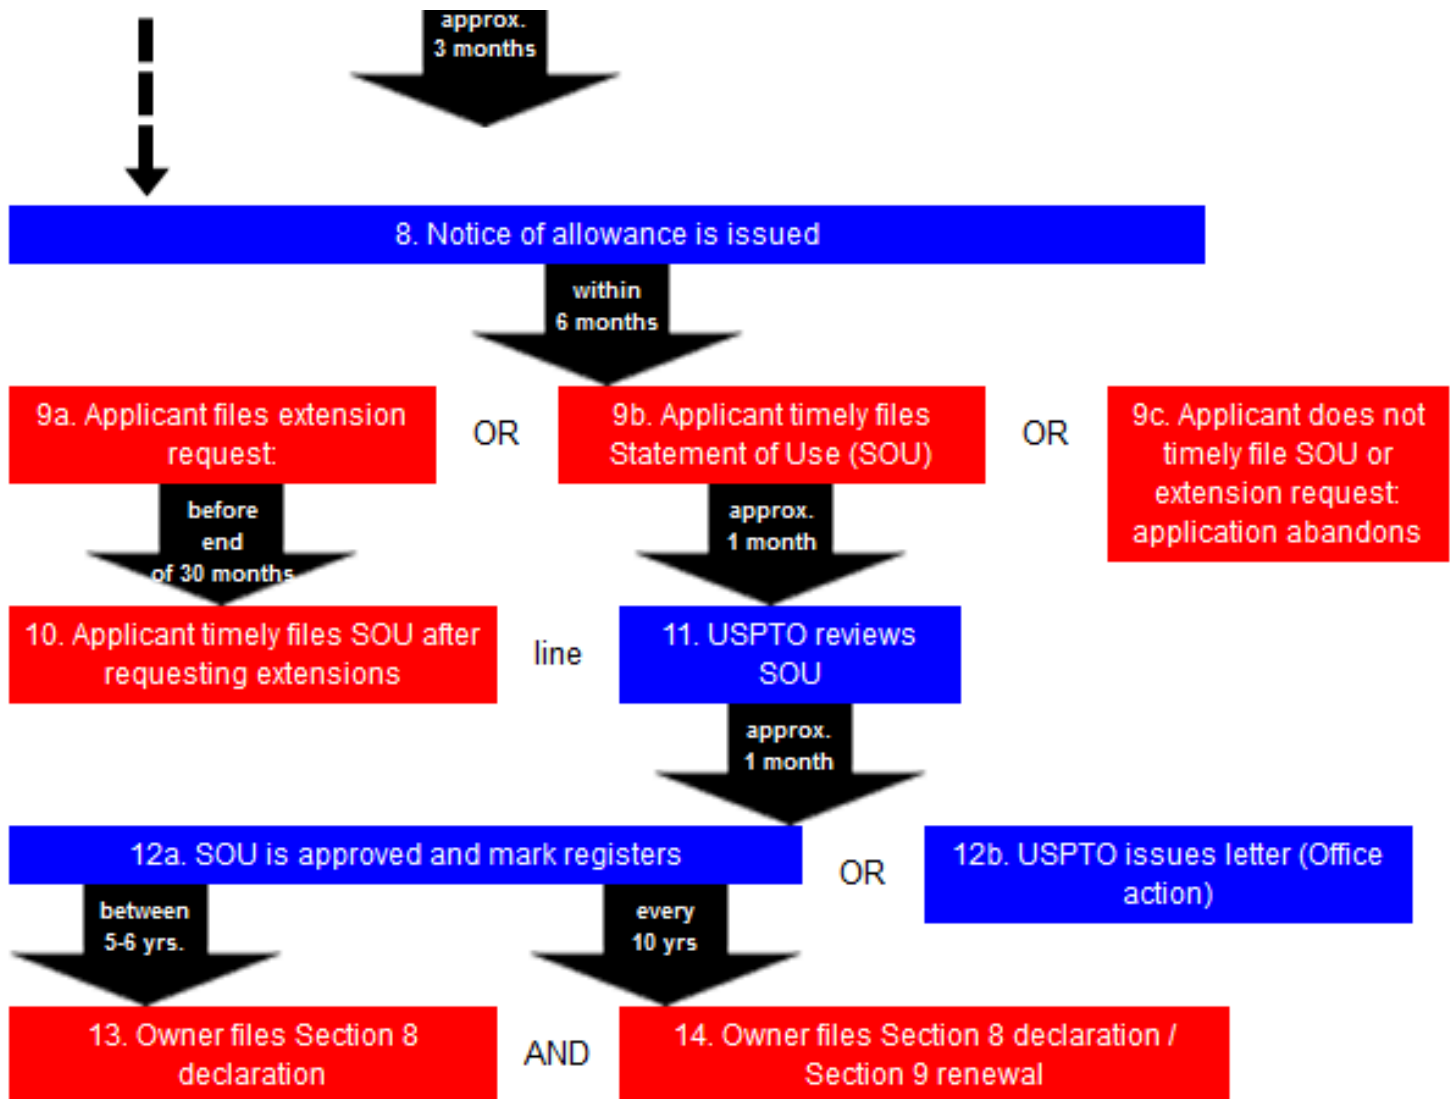 approx.
3 months
8. Notice of allowance is issued
within
6 months
9a. Applicant files extension
request:
OR
9b. Applicant timely files
Statement of Use (SOU)
OR
9c. Applicant does not
timely file SOU or
extension request:
application abandons
before
end
of 30 months
approx.
1 month
10. Applicant timely files SOU after
requesting extensions
line
11. USPTO reviews
SOU
approx.
1 month
12a. SOU is approved and mark registers
OR
12b. USPTO issues letter (Office
action)
between
5-6 yrs.
every
10 yrs
13. Owner files Section 8
declaration
AND
14. Owner files Section 8 declaration /
Section 9 renewal